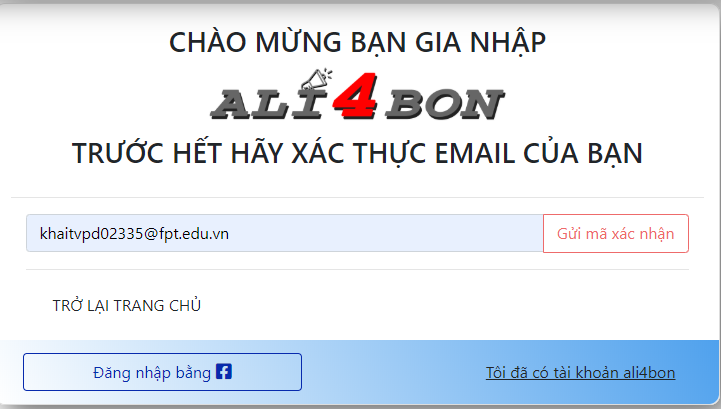 CHÀO MỪNG BẠN GIA NHẬP
ALI4BON
TRƯỚC HẾT HÃY XÁC THỰC EMAIL CỦA BẠN
khaitvpd02335@fpt.edu.vn Gửi mã xác nhận
TRỞ LẠI TRANG CHỦ
Đăng nhập bằng Tôi đã có tài khoản ali4bon